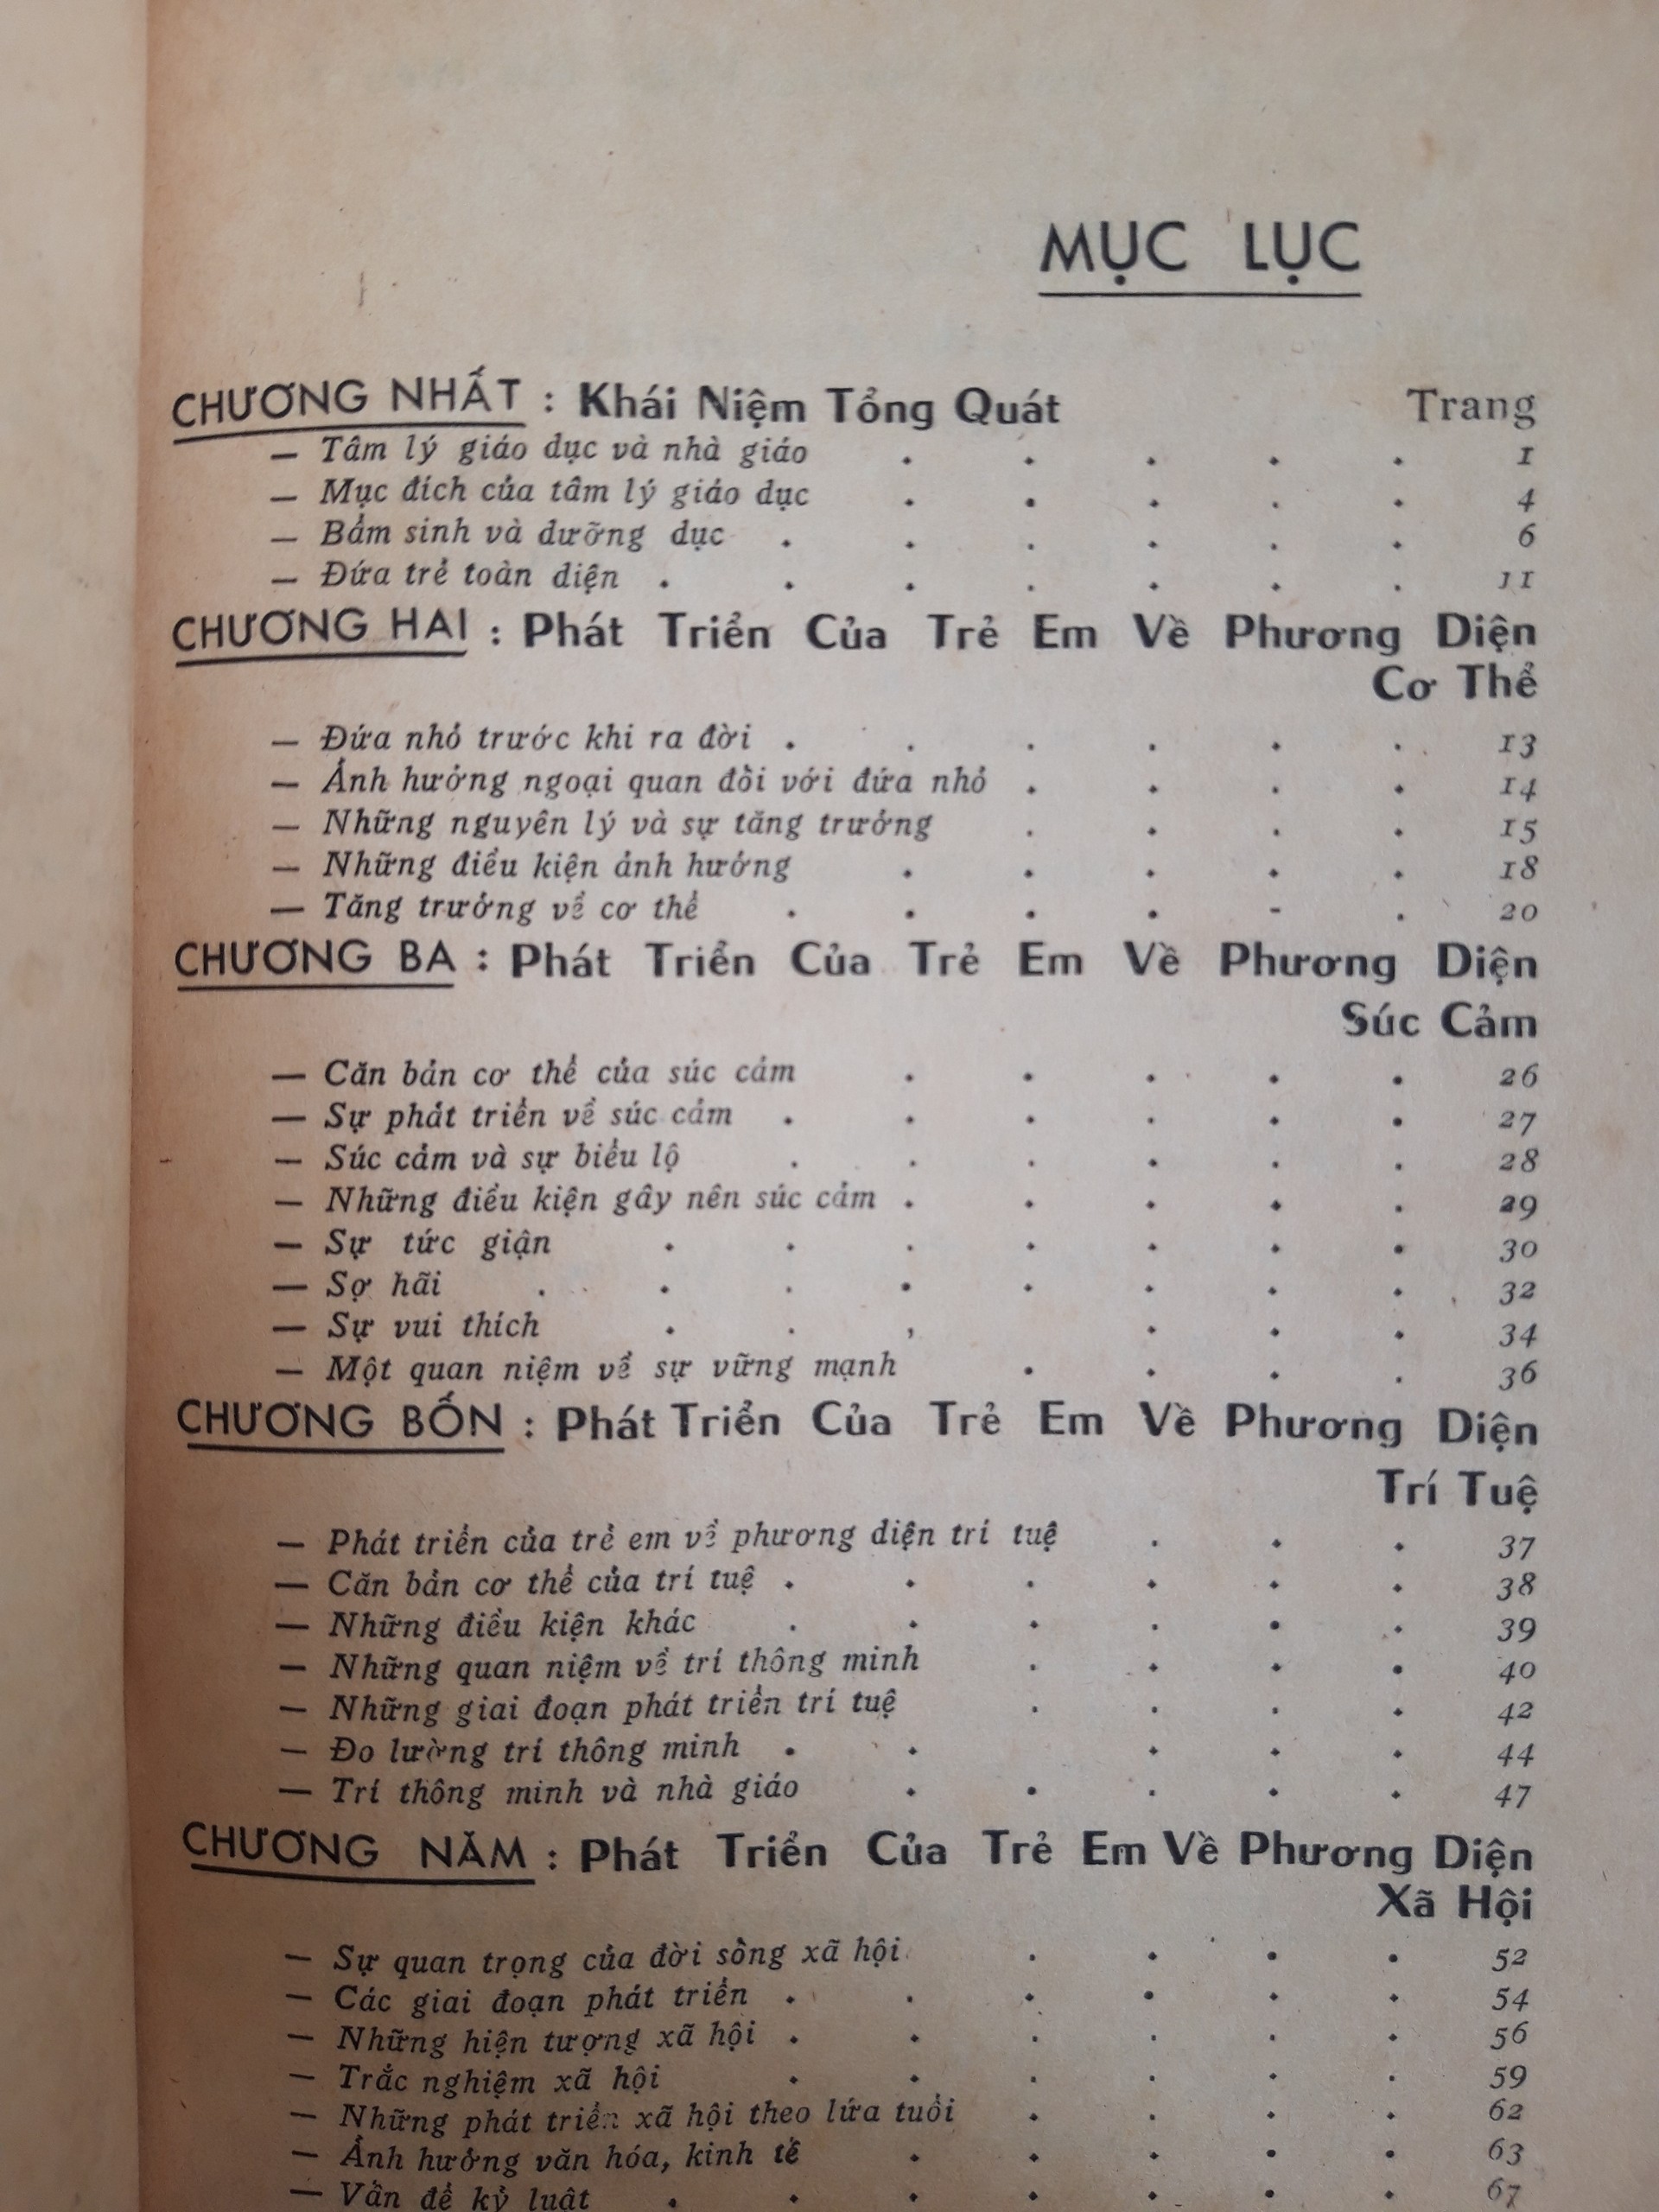 MỤC LỤC
CHƯƠNG NHẤT : Khái Niệm Tổng Quát Trang
— Tâm lý giáo dục và nhà giáo . . . . . 1
— Mục đích của tâm lý giáo dục . . . . . 4
— Bẩm sinh và dưỡng dục . . . . . . 6
— Đứa trẻ toàn diện . . . . . . . 11
CHƯƠNG HAI : Phát Triển Của Trẻ Em Về Phương Diện
Cơ Thể
— Đứa nhỏ trước khi ra đời . . . . . . 13
— Ảnh hưởng ngoại quan đối với đứa nhỏ . . . . 14
— Những nguyên lý và sự tăng trưởng . . . . 15
— Những điều kiện ảnh hưởng . . . . . 18
— Tăng trưởng về cơ thể . . . . - . 20
CHƯƠNG BA : Phát Triển Của Trẻ Em Về Phương Diện
Súc Cảm
— Căn bản cơ thể của súc cảm . . . . . 26
— Sự phát triển về súc cảm . . . . . . 27
— Súc cảm và sự biểu lộ . . . . . . 28
— Những điều kiện gây nên súc cảm . . . . . 29
— Sự tức giận . . . . . . . 30
— Sợ hãi . . . . . . . . 32
— Sự vui thích . . , . . . 34
— Một quan niệm về sự vững mạnh . . . . 36
CHƯƠNG BỐN : Phát Triển Của Trẻ Em Về Phương Diện
Trí Tuệ
— Phát triển của trẻ em về phương diện trí tuệ . . . 37
— Căn bản cơ thể của trí tuệ . . . . . . 38
— Những điều kiện khác . . . . . . 39
— Những quan niệm về trí thông minh . . . . 40
— Những giai đoạn phát triển trí tuệ . . . . 42
— Đo lường trí thông minh . . . . . 44
— Trí thông minh và nhà giáo . . . . . 47
CHƯƠNG NĂM : Phát Triển Của Trẻ Em Về Phương Diện
Xã Hội
— Sự quan trọng của đời sống xã hội . . . . 52
— Các giai đoạn phát triển . . . . . . 54
— Những hiện tượng xã hội . . . . . . 56
— Trắc nghiệm xã hội . . . . . . 59
— Những phát triển xã hội theo lứa tuổi . . . . 62
— Ảnh hưởng văn hóa, kinh tế . . . . . 63
— Vấn đề kỷ luật . . . . . . . 67